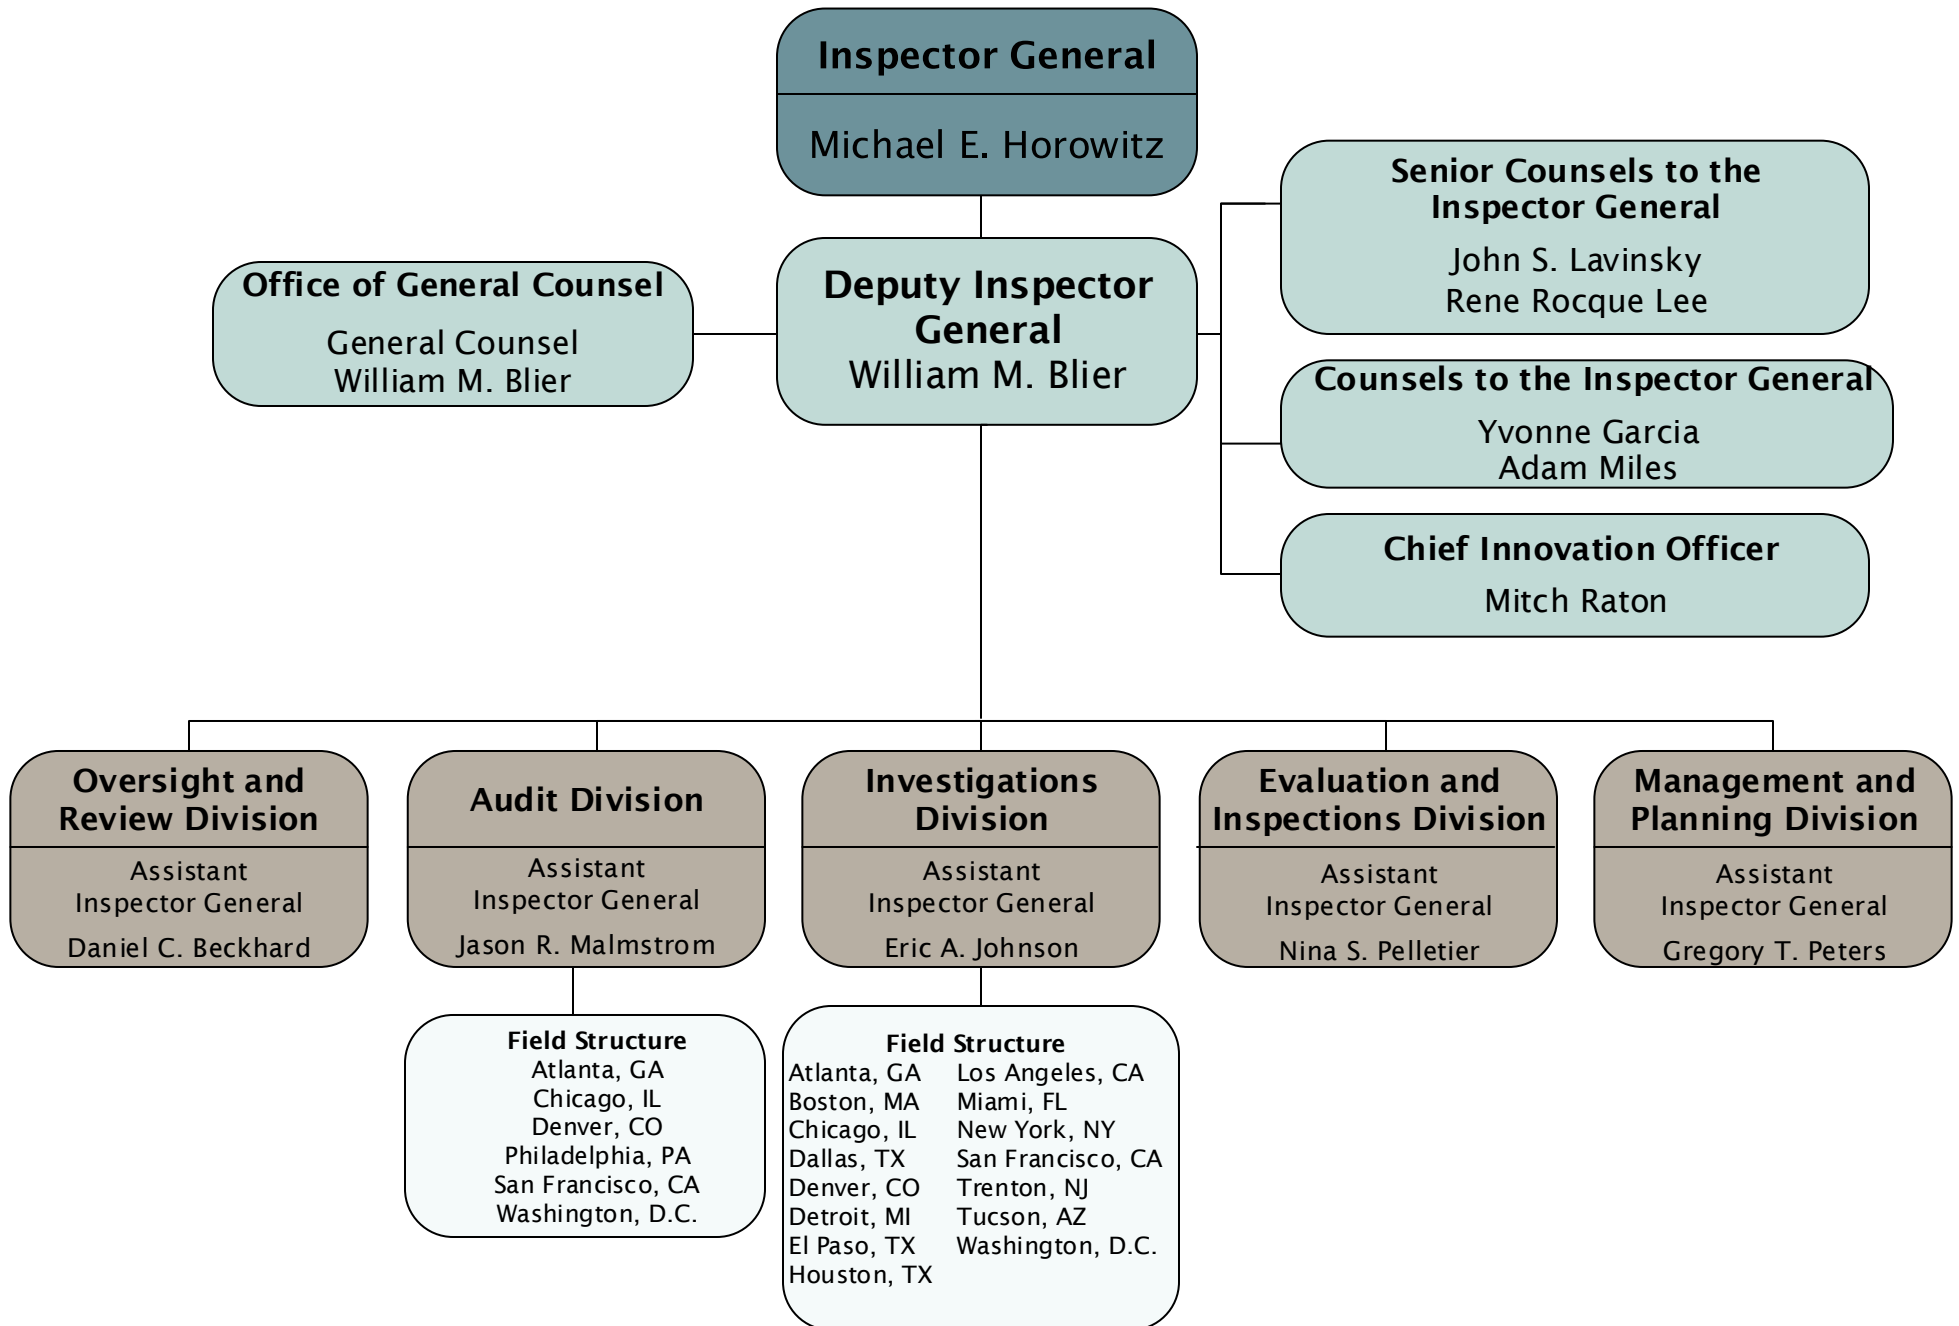 Inspector General
Michael E. Horowitz
Senior Counsels to the
Inspector General
John S. Lavinsky
Rene Rocque Lee
Office of General Counsel
General Counsel
William M. Blier
Deputy Inspector
General
William M. Blier
Counsels to the Inspector General
Yvonne Garcia
Adam Miles
Chief Innovation Officer
Mitch Raton
Oversight and
Review Division
Assistant
Inspector General
Daniel C. Beckhard
Audit Division
Assistant
Inspector General
Jason R. Malmstrom
Investigations
Division
Assistant
Inspector General
Eric A. Johnson
Evaluation and
Inspections Division
Assistant
Inspector General
Nina S. Pelletier
Management and
Planning Division
Assistant
Inspector General
Gregory T. Peters
Field Structure
Atlanta, GA
Chicago, IL
Denver, CO
Philadelphia, PA
San Francisco, CA
Washington, D.C.
Field Structure
Atlanta, GA
Boston, MA
Chicago, IL
Dallas, TX
Denver, CO
Detroit, MI
El Paso, TX
Houston, TX
Los Angeles, CA
Miami, FL
New York, NY
San Francisco, CA
Trenton, NJ
Tucson, AZ
Washington, D.C.